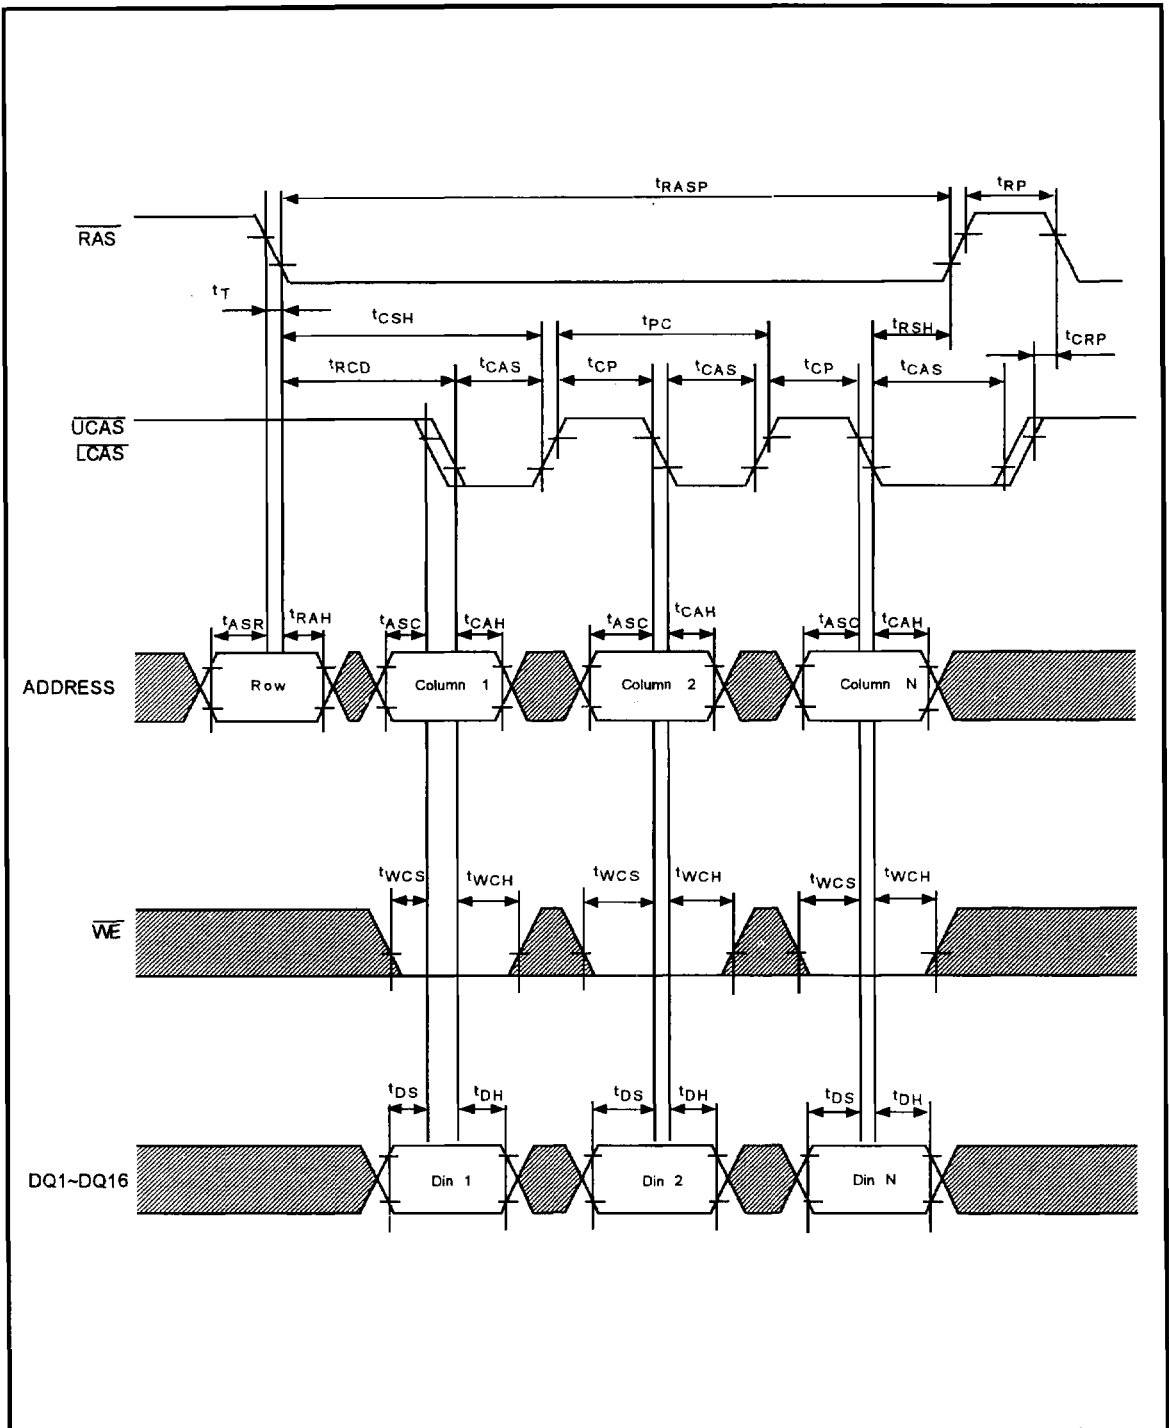 tRASP tRP
RAS
tT
tCSH tPC tRSH tCRP
tRCD tCAS tCP tCAS tCP tCAS
UCAS
LCAS
tASR tRAH tASC tCAH tASC tCAH tASC tCAH
ADDRESS Row Column 1 Column 2 Column N
tWCS tWCH tWCS tWCH tWCS tWCH
WE
tDS tDH tDS tDH tDS tDH
DQ1~DQ16 Din 1 Din 2 Din N